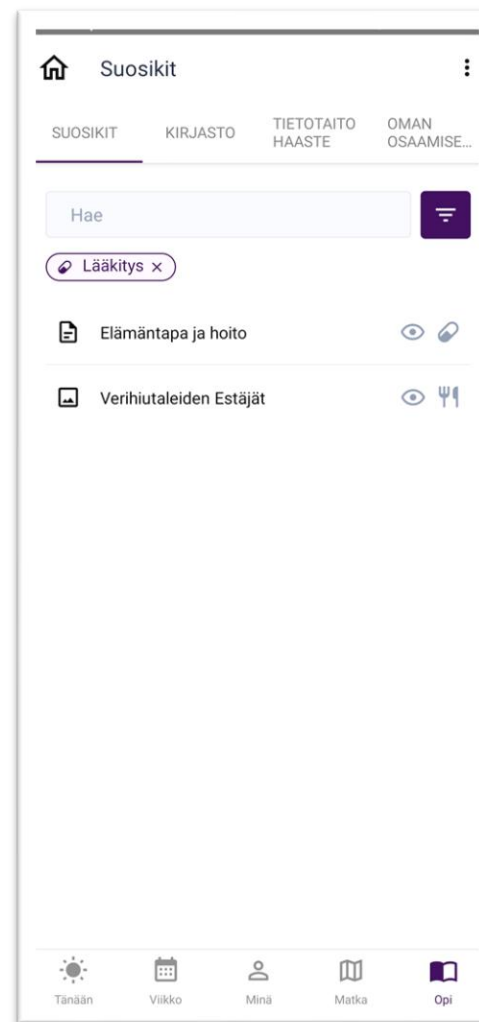 Suosikit
SUOSIKIT
KIRJASTO
TIETOTAITO
HAASTE
OMAN
OSAAMISE...
Hae
Lääkitys ×
Elämäntapa ja hoito
Verihiutaleiden Estäjät
Tänään
Viikko
Minä
Matka
Opi